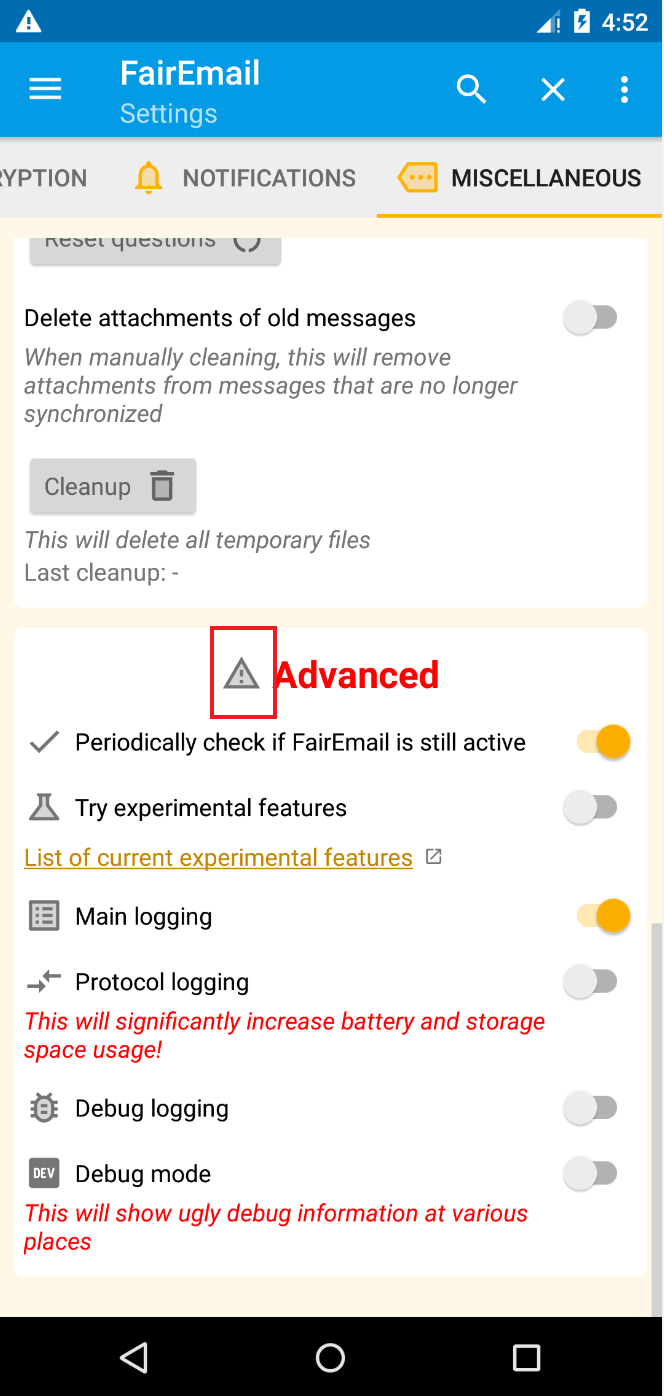 4:52
FairEmail
Settings
RYPTION NOTIFICATIONS MISCELLANEOUS
Reset questions
Delete attachments of old messages
When manually cleaning, this will remove
attachments from messages that are no longer
synchronized
Cleanup
This will delete all temporary files
Last cleanup: -
Advanced
Periodically check if FairEmail is still active
Try experimental features
List of current experimental features
Main logging
Protocol logging
This will significantly increase battery and storage
space usage!
Debug logging
DEV Debug mode
This will show ugly debug information at various
places